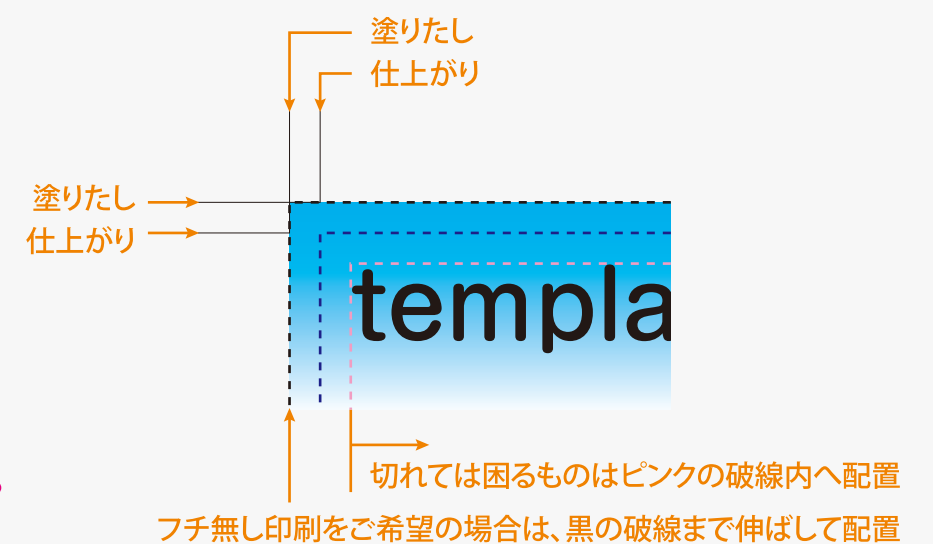 塗りたし
仕上がり
塗りたし
仕上がり
templa
切れては困るものはピンクの破線内へ配置
フチ無し印刷をご希望の場合は、黒の破線まで伸ばして配置